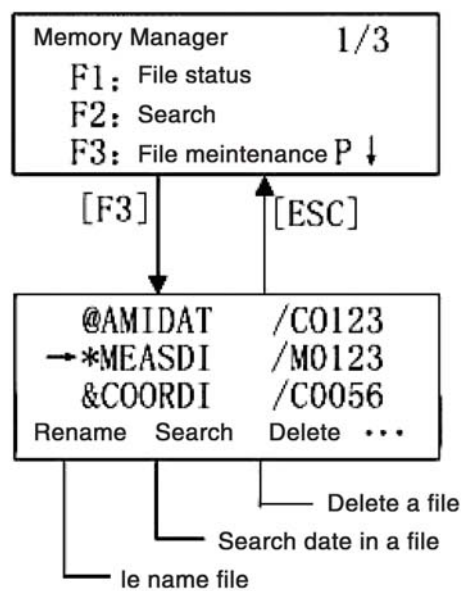 Memory Manager 1/3
F1: File status
F2: Search
F3: File meintenance P ↓
[F3] [ESC]
@AMIDAT /C0123
→*MEASDI /M0123
&COORDI /C0056
Rename Search Delete ···
Delete a file
Search date in a file
le name file